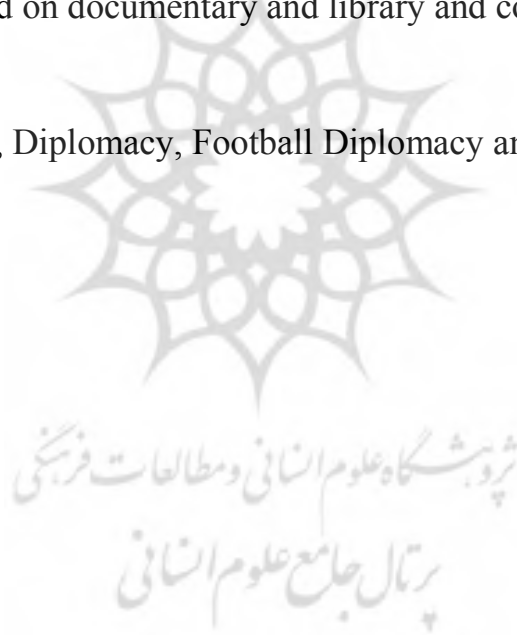 d on documentary and library and co
, Diplomacy, Football Diplomacy an
پژوهشگاه علوم انسانی و مطالعات فرهنگی
پرتال جامع علوم انسانی